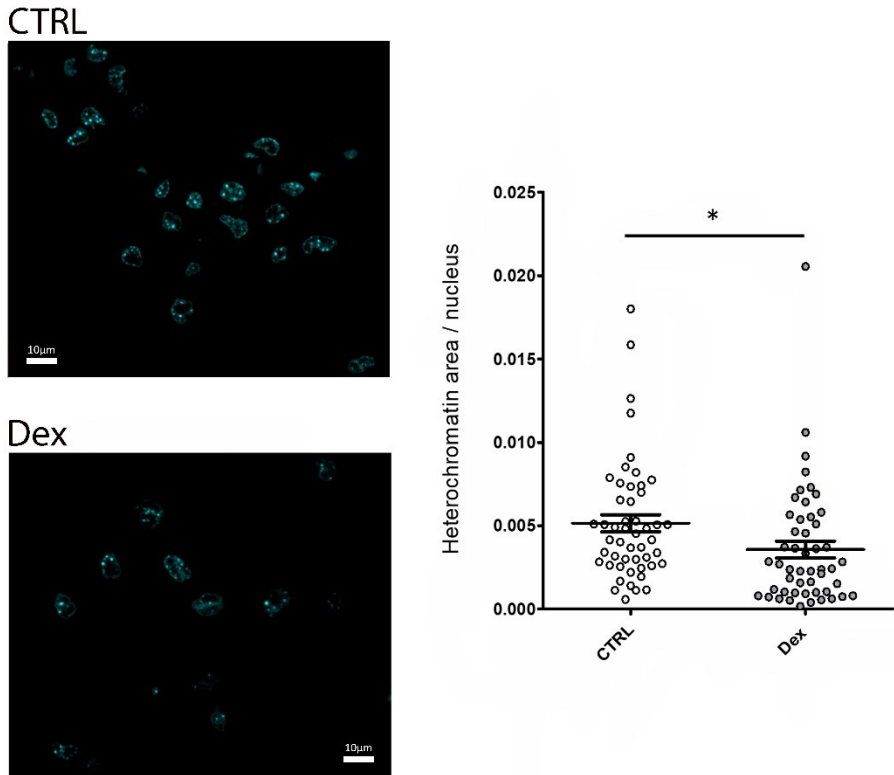 CTRL
10µm
Dex
10µm
Heterochromatin area / nucleus
0.025
0.020
0.015
0.010
0.005
0.000
*
CTRL
Dex